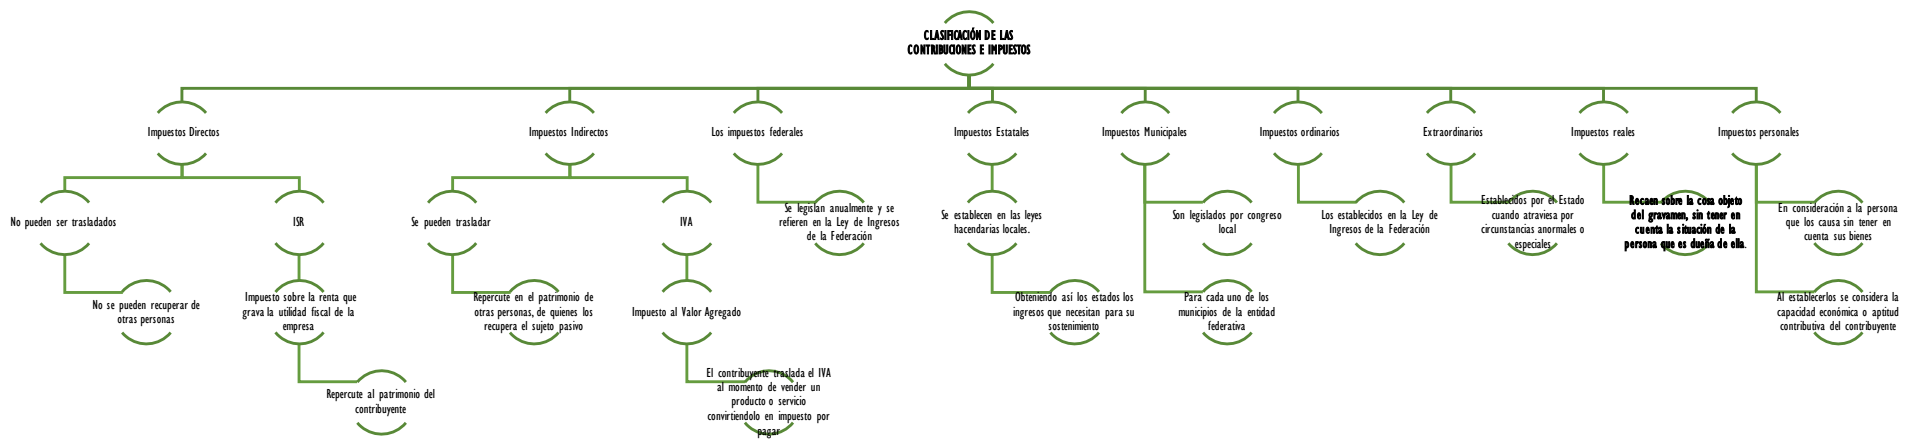 CLASIFICACIÓN DE LAS
CONTRIBUCIONES E IMPUESTOS
Impuestos Directos
Impuestos Indirectos
Los impuestos federales
Impuestos Estatales
Impuestos Municipales
Impuestos ordinarios
Extraordinarios
Impuestos reales
Impuestos personales
No pueden ser trasladados
ISR
Se pueden trasladar
IVA
Se legislan anualmente y se
refieren en la Ley de Ingresos
de la Federación
Se establecen en las leyes
hacendarias locales.
Son legislados por congreso
local
Los establecidos en la Ley de
Ingresos de la Federación
Establecidos por el Estado
cuando atraviesa por
circunstancias anormales o
especiales
Recaen sobre la cosa objeto
del gravamen, sin tener en
cuenta la situación de la
persona que es dueña de ella.
En consideración a la persona
que los causa sin tener en
cuenta sus bienes
No se pueden recuperar de
otras personas
Impuesto sobre la renta que
grava la utilidad fiscal de la
empresa
Repercute en el patrimonio de
otras personas, de quienes los
recupera el sujeto pasivo
Impuesto al Valor Agregado
Obteniendo así los estados los
ingresos que necesitan para su
sostenimiento
Para cada uno de los
municipios de la entidad
federativa
Al establecerlos se considera la
capacidad económica o aptitud
contributiva del contribuyente
Repercute al patrimonio del
contribuyente
El contribuyente traslada el IVA
al momento de vender un
producto o servicio
convirtiendolo en impuesto por
pagar